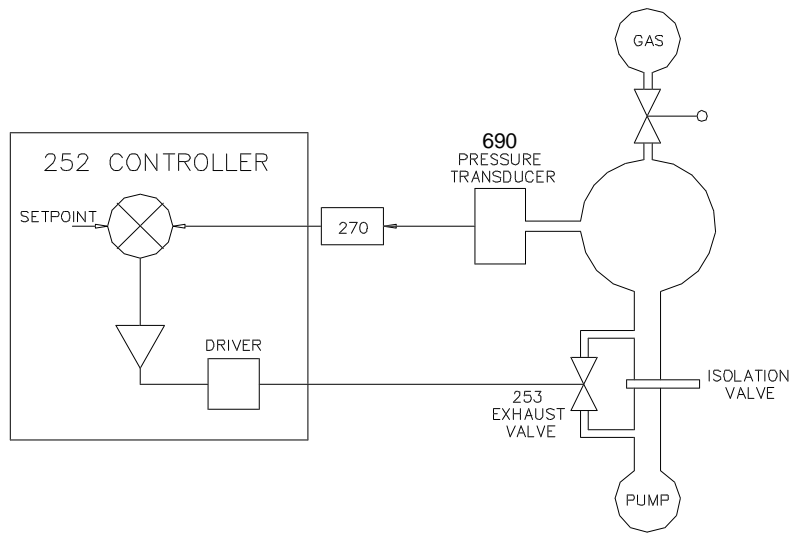 GAS
252 CONTROLLER
690
PRESSURE
TRANSDUCER
SETPOINT
270
DRIVER
253
EXHAUST
VALVE
ISOLATION
VALVE
PUMP